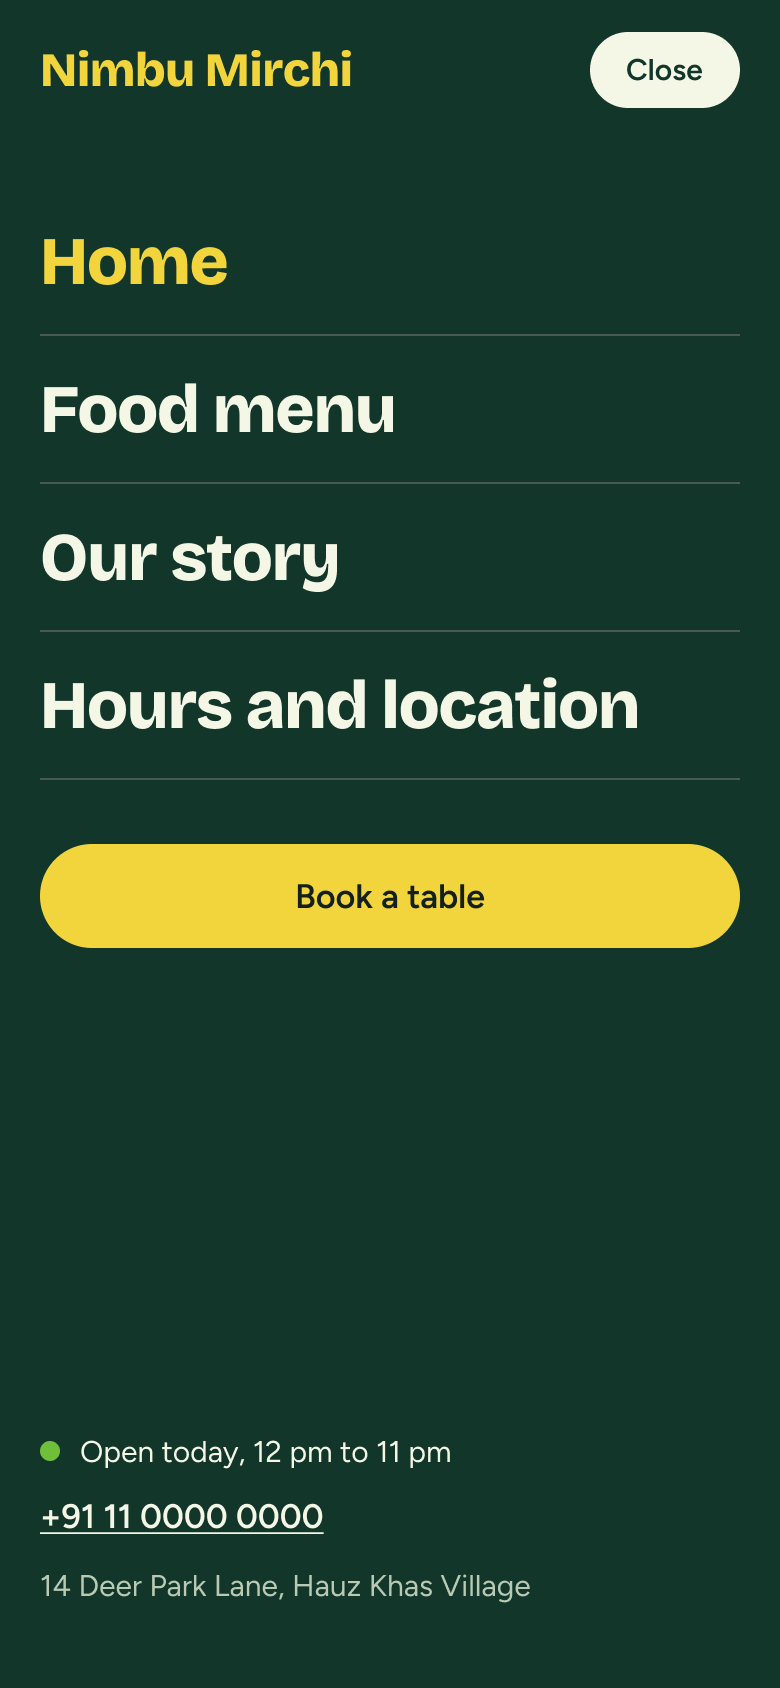 Nimbu Mirchi
Close
Home
Food menu
Our story
Hours and location
Book a table
Open today, 12 pm to 11 pm
+91 11 0000 0000
14 Deer Park Lane, Hauz Khas Village